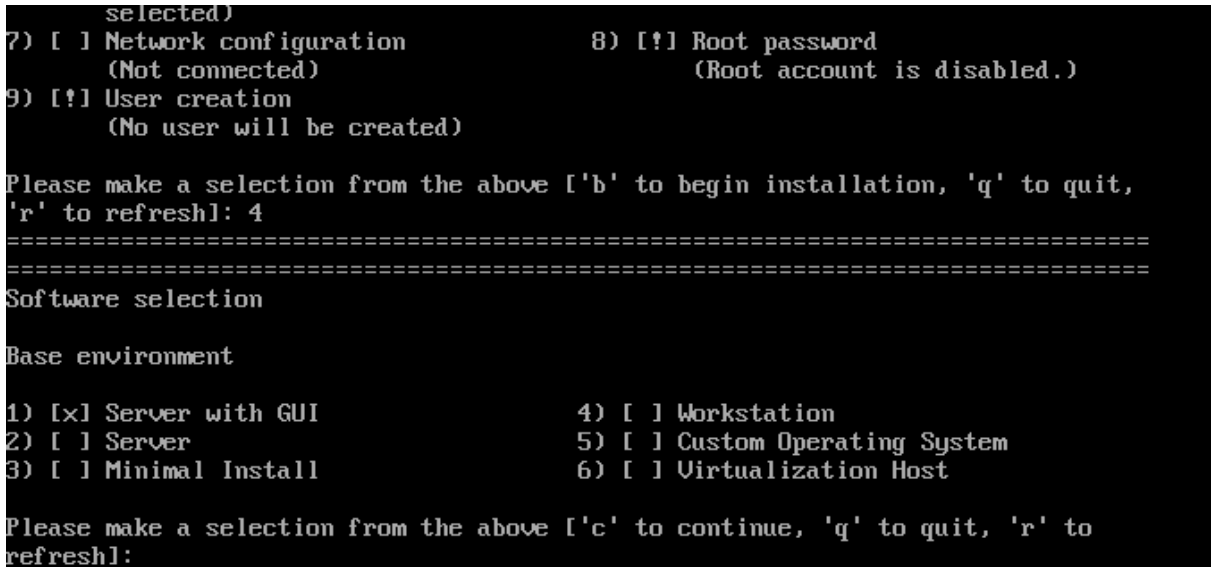 selected)
7) [ ] Network configuration                8) [!] Root password
(Not connected)                             (Root account is disabled.)
9) [!] User creation
(No user will be created)
Please make a selection from the above ['b' to begin installation, 'q' to quit,
'r' to refresh]: 4
================================================================================
================================================================================
Software selection
Base environment
1) [x] Server with GUI                      4) [ ] Workstation
2) [ ] Server                               5) [ ] Custom Operating System
3) [ ] Minimal Install                      6) [ ] Virtualization Host
Please make a selection from the above ['c' to continue, 'q' to quit, 'r' to
refresh]: